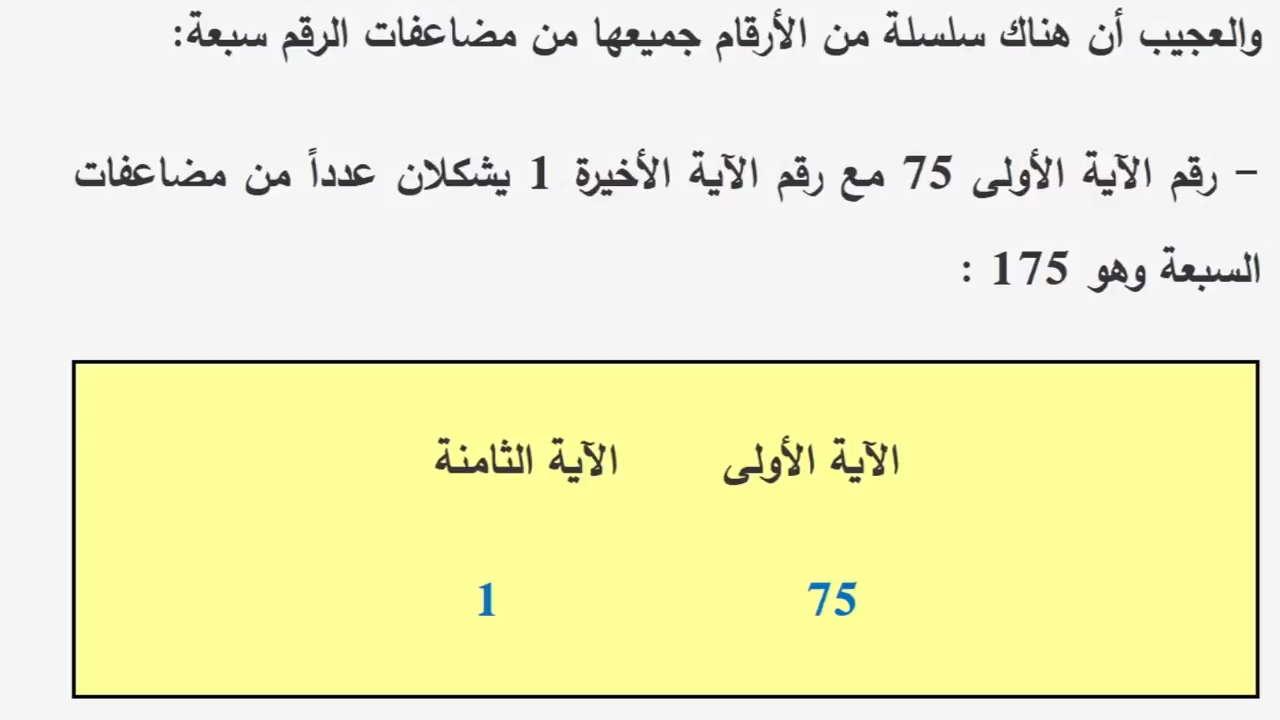 والعجيب أن هناك سلسلة من الأرقام جميعها من مضاعفات الرقم سبعة:
– رقم الآية الأولى 75 مع رقم الآية الأخيرة 1 يشكلان عدداً من مضاعفات
السبعة وهو 175 :
الآية الأولى الآية الثامنة
75 1